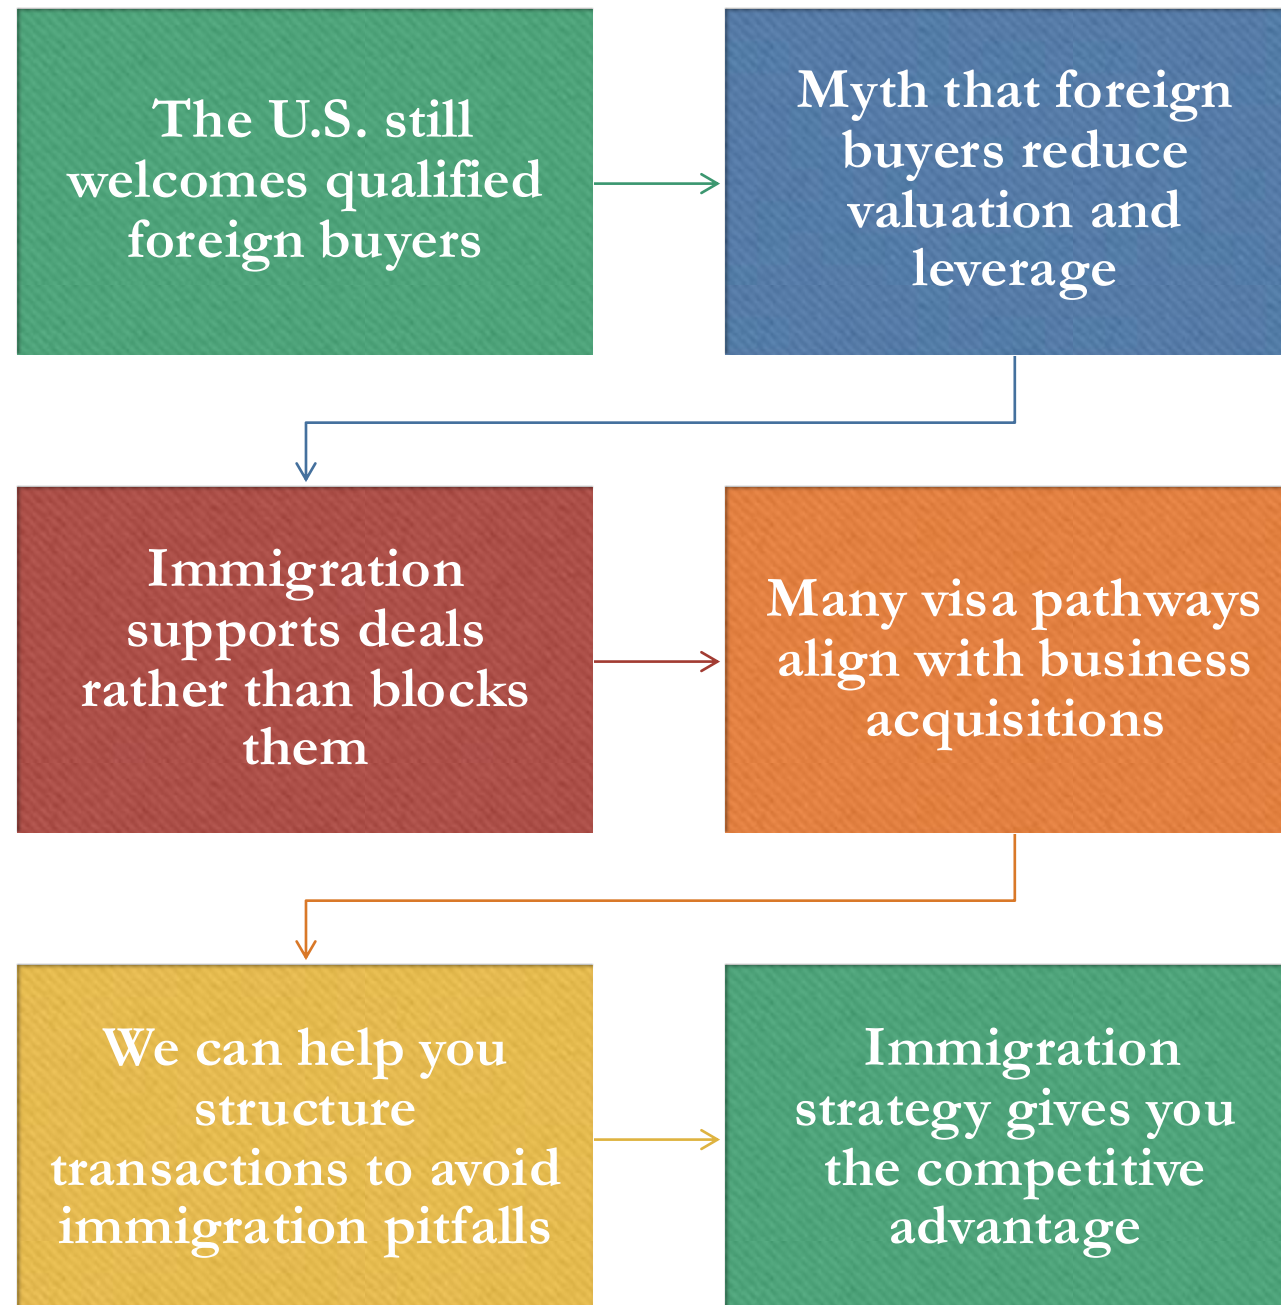 The U.S. still
welcomes qualified
foreign buyers
Myth that foreign
buyers reduce
valuation and
leverage
Immigration
supports deals
rather than blocks
them
Many visa pathways
align with business
acquisitions
We can help you
structure
transactions to avoid
immigration pitfalls
Immigration
strategy gives you
the competitive
advantage